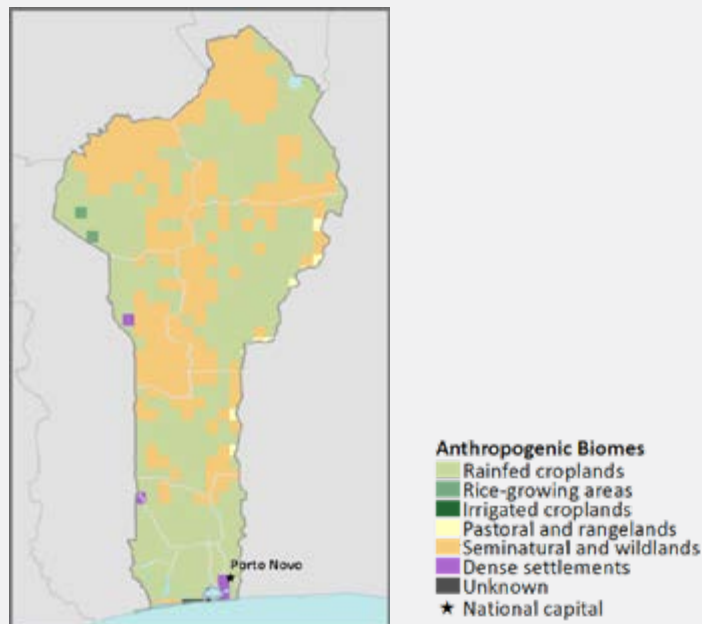 Porto Novo
Anthropogenic Biomes
Rainfed croplands
Rice-growing areas
Irrigated croplands
Pastoral and rangelands
Seminatural and wildlands
Dense settlements
Unknown
National capital